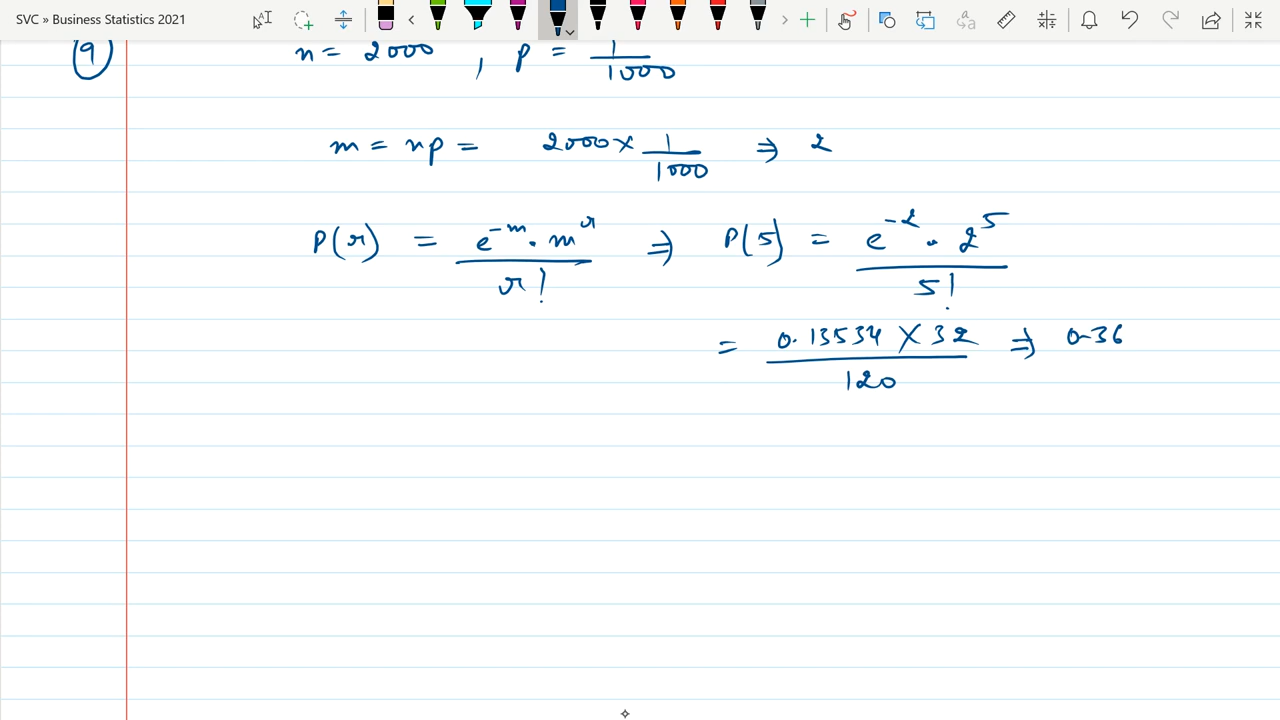 SVC » Business Statistics 2021
9 n = 2000 , p = 1/1000
m = np = 2000 × 1/1000 ⇒ 2
P(r) = e^-m . m^r / r! ⇒ P(5) = e^-2 . 2^5 / 5!
= 0.13534 × 32 / 120 ⇒ 0.36